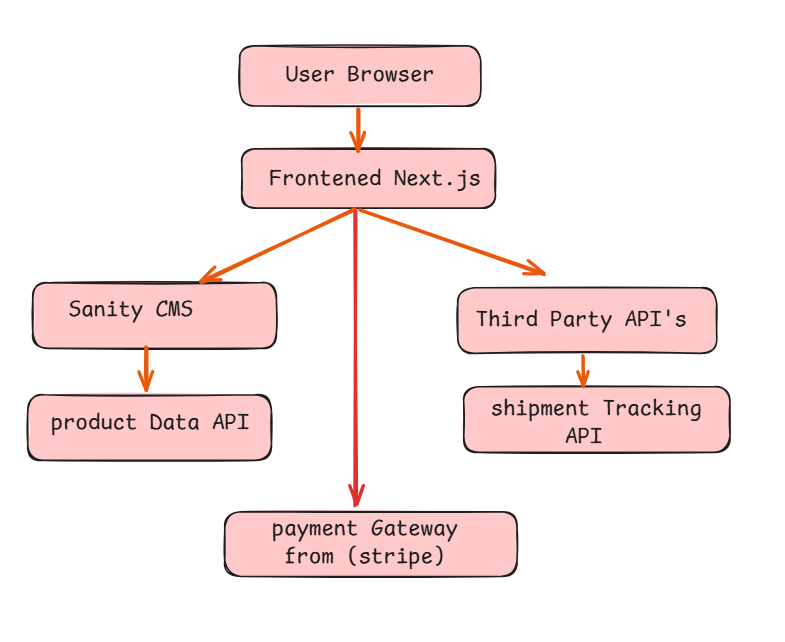 User Browser
Frontened Next.js
Sanity CMS
Third Party API's
product Data API
shipment Tracking
API
payment Gateway
from (stripe)